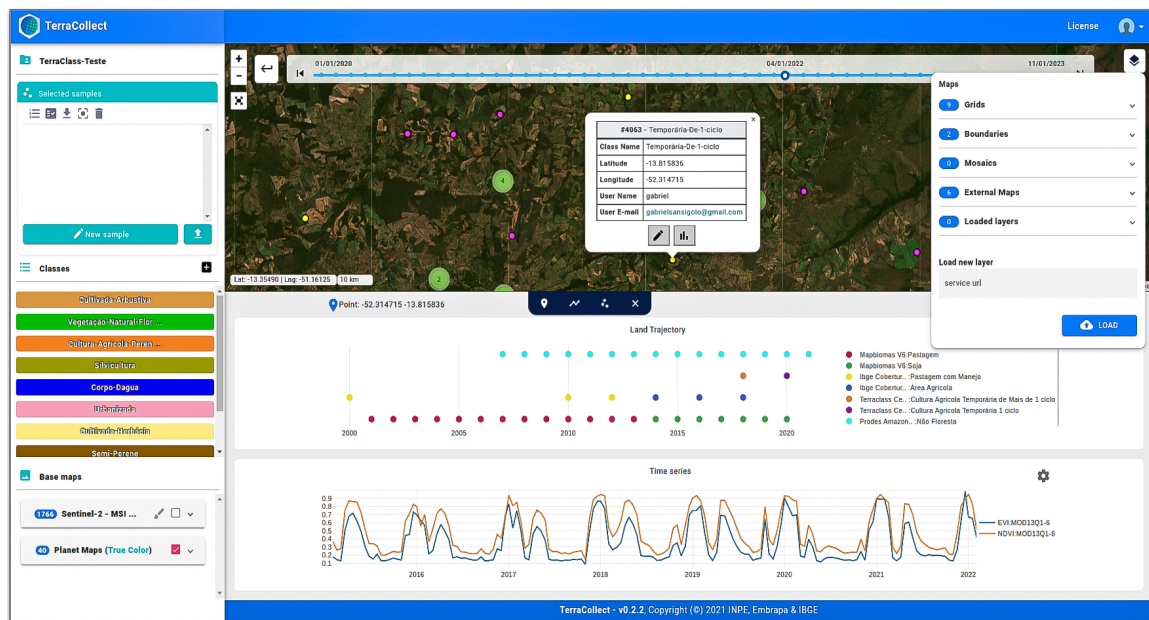 TerraCollect
License
TerraClass-Teste
Selected samples
New sample
Classes
Cultivada-Arbustiva
Vegetação-Natural-Flor ...
Cultura-Agrícola-Peren ...
Silvicultura
Corpo-Dagua
Urbanizada
Cultivada-Herbácia
Semi-Perene
Base maps
1766 Sentinel-2 - MSI ...
40 Planet Maps (True Color)
+
-
01/01/2020
04/01/2022
11/01/2023
4
2
Lat: -13.35490 | Lng: -51.16125
10 km
x
#4063 - Temporária-De-1-ciclo
Class Name Temporária-De-1-ciclo
Latitude -13.815836
Longitude -52.314715
User Name gabriel
User E-mail gabrielsansigolo@gmail.com
Maps
9 Grids
2 Boundaries
0 Mosaics
6 External Maps
0 Loaded layers
Load new layer
service url
LOAD
Point: -52.314715 -13.815836
Land Trajectory
Mapbiomas V6:Pastagem
Mapbiomas V6:Soja
Ibge Cobertur.. :Pastagem com Manejo
Ibge Cobertur.. :Área Agrícola
Terraclass Ce.. :Cultura Agricola Temporária de Mais de 1 ciclo
Terraclass Ce.. :Cultura Agricola Temporária 1 ciclo
Prodes Amazon.. :Não Floresta
2000 2005 2010 2015 2020
Time series
0.9
0.8
0.7
0.6
0.5
0.4
0.3
0.2
0.1
EVI:MOD13Q1-6
NDVI:MOD13Q1-6
2016 2017 2018 2019 2020 2021 2022
TerraCollect - v0.2.2, Copyright (©) 2021 INPE, Embrapa & IBGE